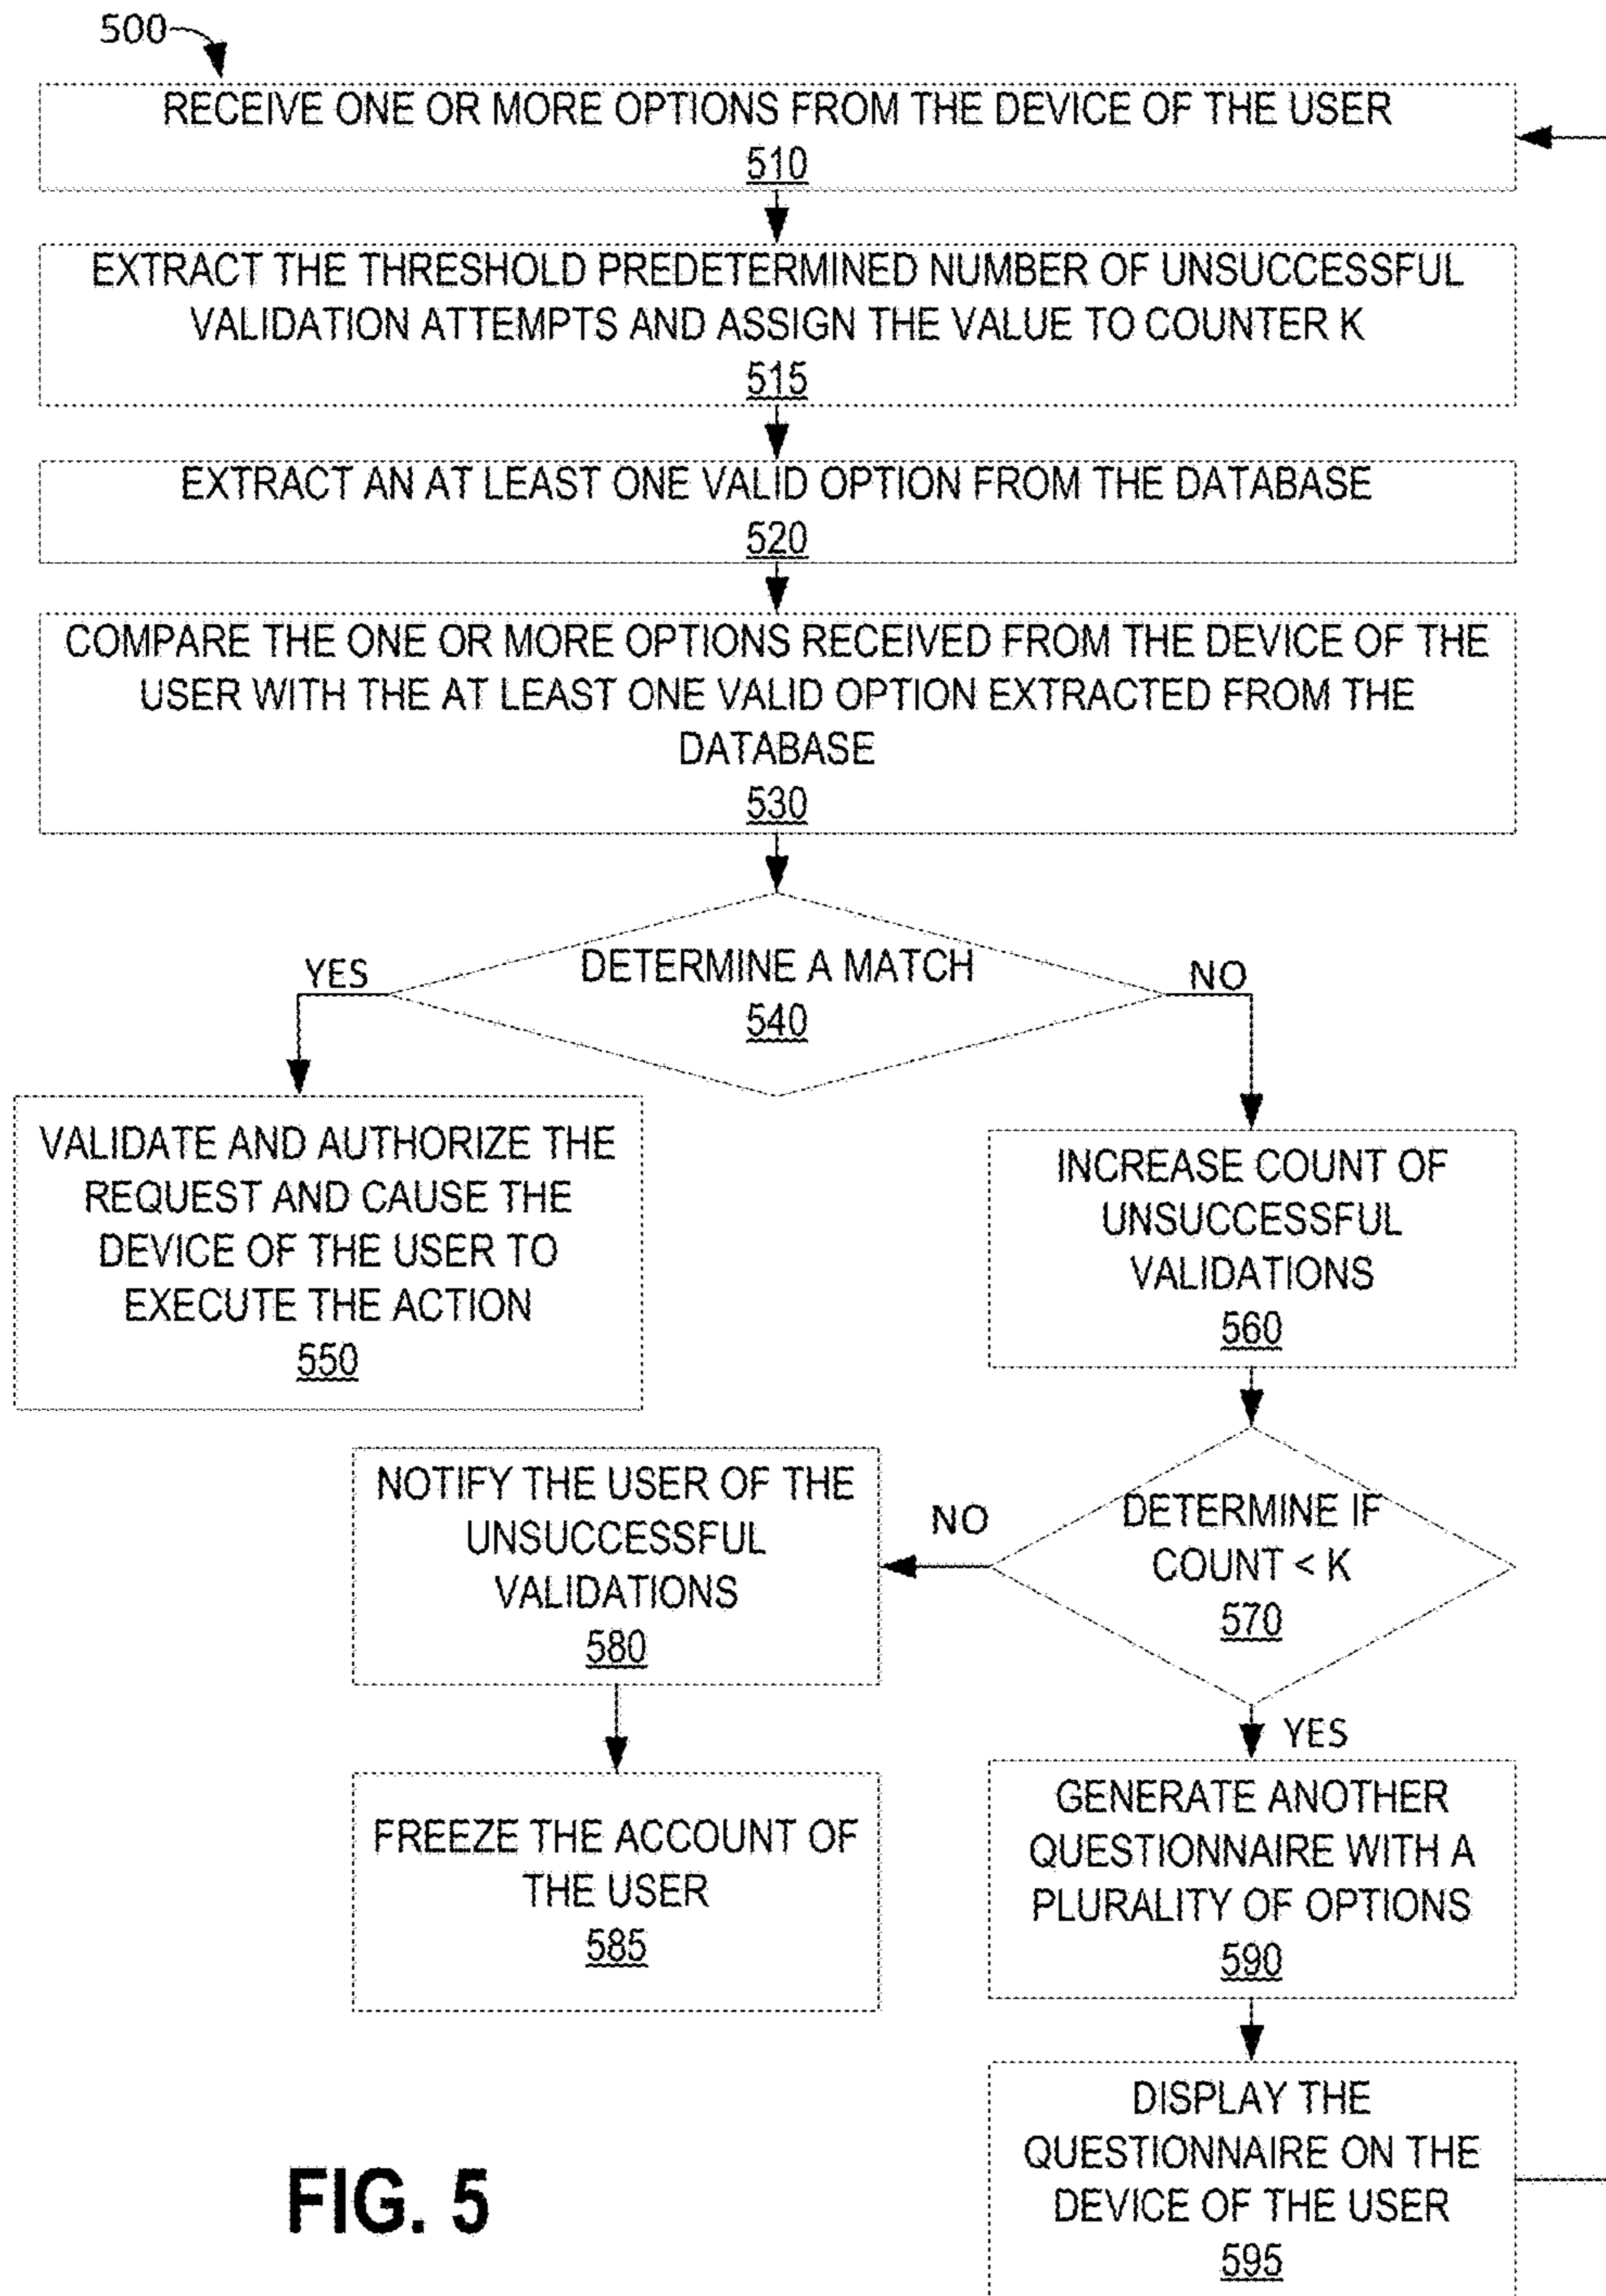 500
RECEIVE ONE OR MORE OPTIONS FROM THE DEVICE OF THE USER
510
EXTRACT THE THRESHOLD PREDETERMINED NUMBER OF UNSUCCESSFUL
VALIDATION ATTEMPTS AND ASSIGN THE VALUE TO COUNTER K
515
EXTRACT AN AT LEAST ONE VALID OPTION FROM THE DATABASE
520
COMPARE THE ONE OR MORE OPTIONS RECEIVED FROM THE DEVICE OF THE
USER WITH THE AT LEAST ONE VALID OPTION EXTRACTED FROM THE
DATABASE
530
DETERMINE A MATCH
540
YES
NO
VALIDATE AND AUTHORIZE THE
REQUEST AND CAUSE THE
DEVICE OF THE USER TO
EXECUTE THE ACTION
550
INCREASE COUNT OF
UNSUCCESSFUL
VALIDATIONS
560
DETERMINE IF
COUNT < K
570
NO
NOTIFY THE USER OF THE
UNSUCCESSFUL
VALIDATIONS
580
FREEZE THE ACCOUNT OF
THE USER
585
YES
GENERATE ANOTHER
QUESTIONNAIRE WITH A
PLURALITY OF OPTIONS
590
DISPLAY THE
QUESTIONNAIRE ON THE
DEVICE OF THE USER
595
FIG. 5